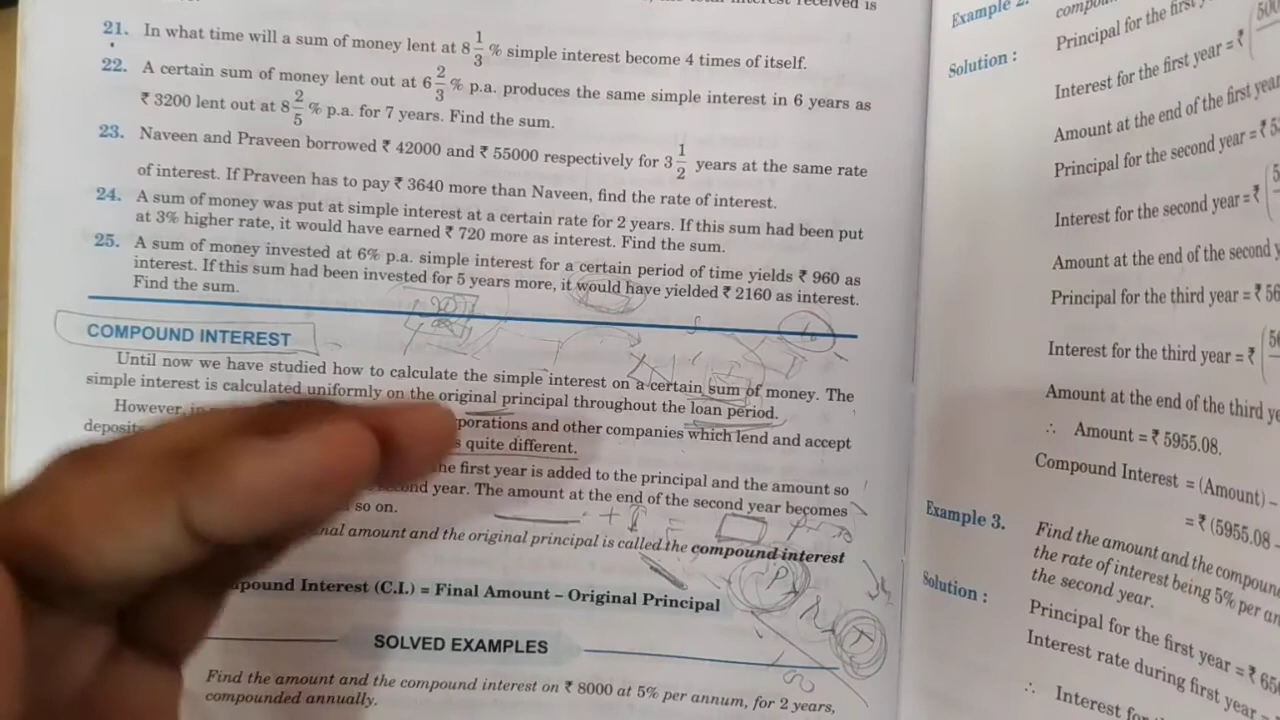 received is
21. In what time will a sum of money lent at 8 1/3 % simple interest become 4 times of itself.
22. A certain sum of money lent out at 6 2/3 % p.a. produces the same simple interest in 6 years as
₹ 3200 lent out at 8 2/5 % p.a. for 7 years. Find the sum.
23. Naveen and Praveen borrowed ₹ 42000 and ₹ 55000 respectively for 3 1/2 years at the same rate
of interest. If Praveen has to pay ₹ 3640 more than Naveen, find the rate of interest.
24. A sum of money was put at simple interest at a certain rate for 2 years. If this sum had been put
at 3% higher rate, it would have earned ₹ 720 more as interest. Find the sum.
25. A sum of money invested at 6% p.a. simple interest for a certain period of time yields ₹ 960 as
interest. If this sum had been invested for 5 years more, it would have yielded ₹ 2160 as interest.
Find the sum.
COMPOUND INTEREST
Until now we have studied how to calculate the simple interest on a certain sum of money. The
simple interest is calculated uniformly on the original principal throughout the loan period.
However, in
porations and other companies which lend and accept
deposits
s quite different.
he first year is added to the principal and the amount so
ond year. The amount at the end of the second year becomes
so on.
nal amount and the original principal is called the compound interest
pound Interest (C.I.) = Final Amount – Original Principal
P × R × T
100
SOLVED EXAMPLES
Find the amount and the compound interest on ₹ 8000 at 5% per annum, for 2 years,
compounded annually.
Example 2.
Solution :
Principal for the first
Interest for the first year = ₹
Amount at the end of the first year
Principal for the second year = ₹ 5
Interest for the second year = ₹
Amount at the end of the second y
Principal for the third year = ₹ 56
Interest for the third year = ₹
Amount at the end of the third ye
∴ Amount = ₹ 5955.08.
Compound Interest = (Amount) –
= ₹ (5955.08 –
Example 3. Find the amount and the compoun
the rate of interest being 5% per an
the second year.
Solution : Principal for the first year = ₹ 65
Interest rate during first year =
∴ Interest for